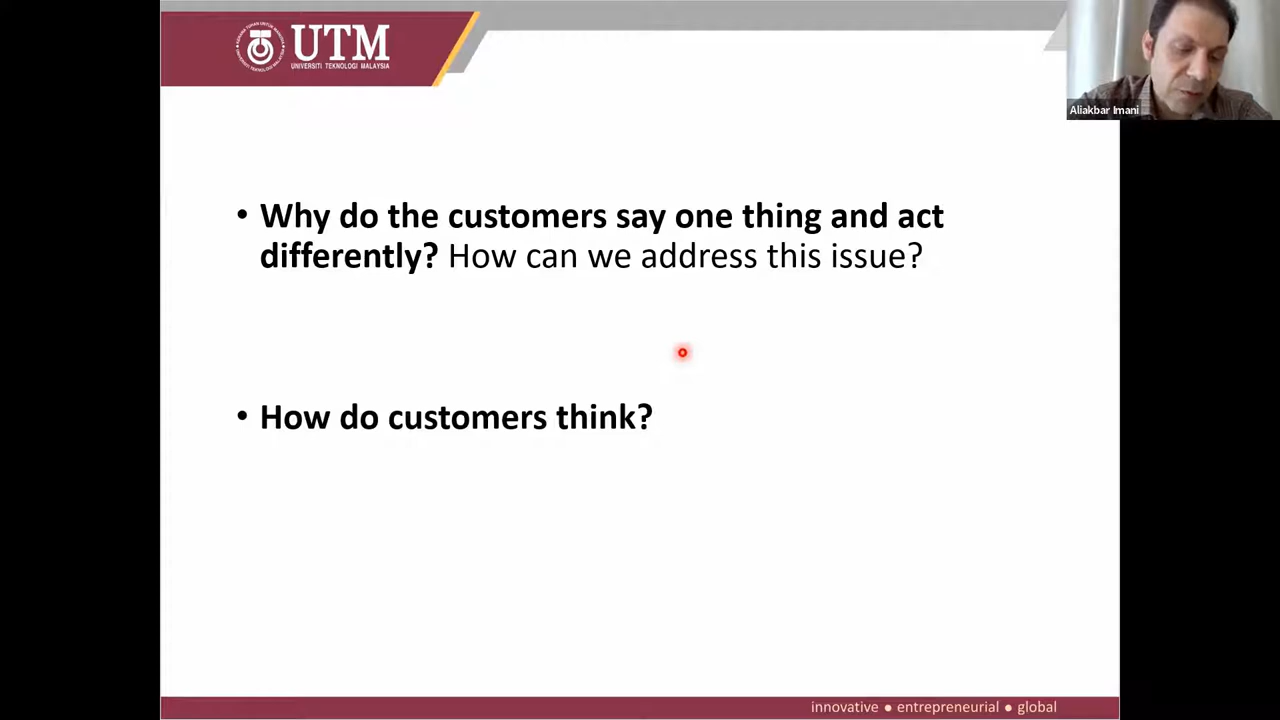 UTM
UNIVERSITI TEKNOLOGI MALAYSIA
Aliakbar Imani
• Why do the customers say one thing and act
differently? How can we address this issue?
• How do customers think?
innovative ● entrepreneurial ● global